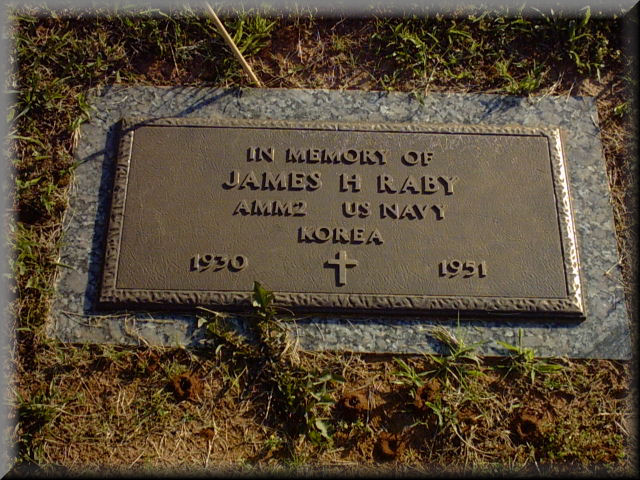 IN MEMORY OF
JAMES H RABY
AMM2 US NAVY
KOREA
1930 1951